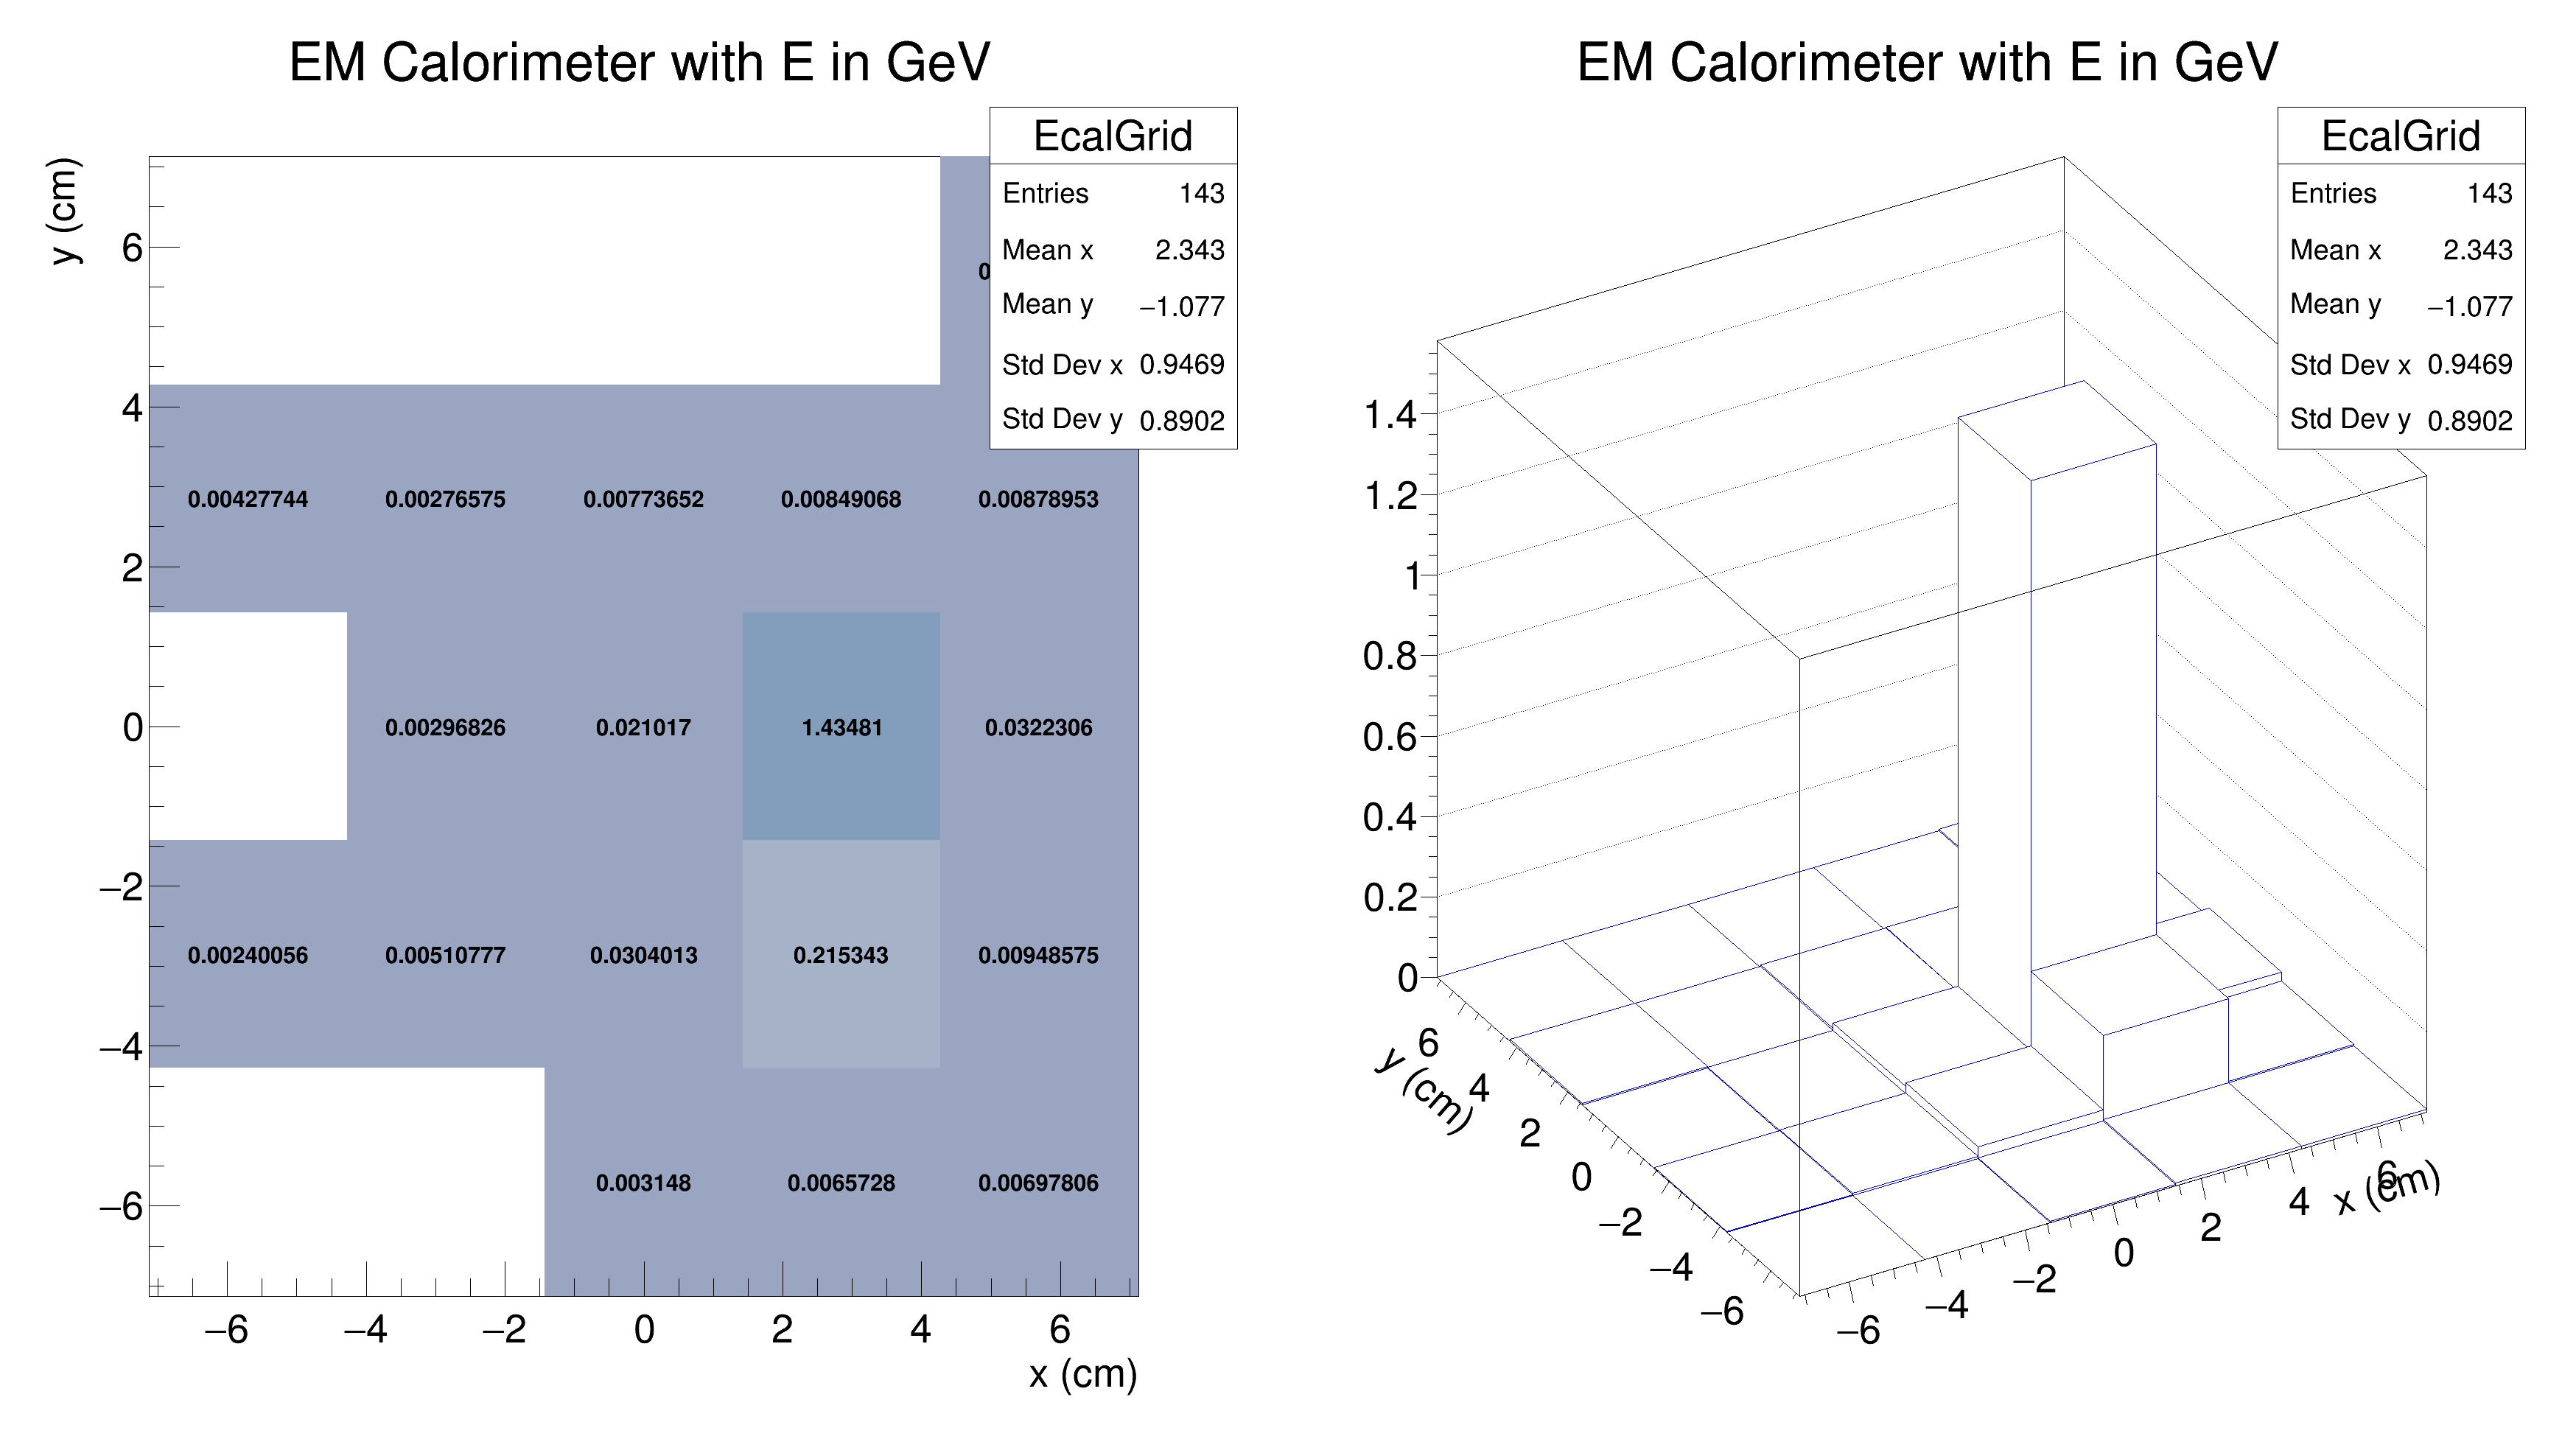 EM Calorimeter with E in GeV
EcalGrid
Entries 143
Mean x 2.343
Mean y −1.077
Std Dev x 0.9469
Std Dev y 0.8902
y (cm)
6
4
2
0
−2
−4
−6
0.00427744 0.00276575 0.00773652 0.00849068 0.00878953
0.00296826 0.021017 1.43481 0.0322306
0.00240056 0.00510777 0.0304013 0.215343 0.00948575
0.003148 0.0065728 0.00697806
−6 −4 −2 0 2 4 6
x (cm)
EM Calorimeter with E in GeV
EcalGrid
Entries 143
Mean x 2.343
Mean y −1.077
Std Dev x 0.9469
Std Dev y 0.8902
1.4
1.2
1
0.8
0.6
0.4
0.2
0
y (cm)
6
4
2
0
−2
−4
−6
−6 −4 −2 0 2 4 6
x (cm)